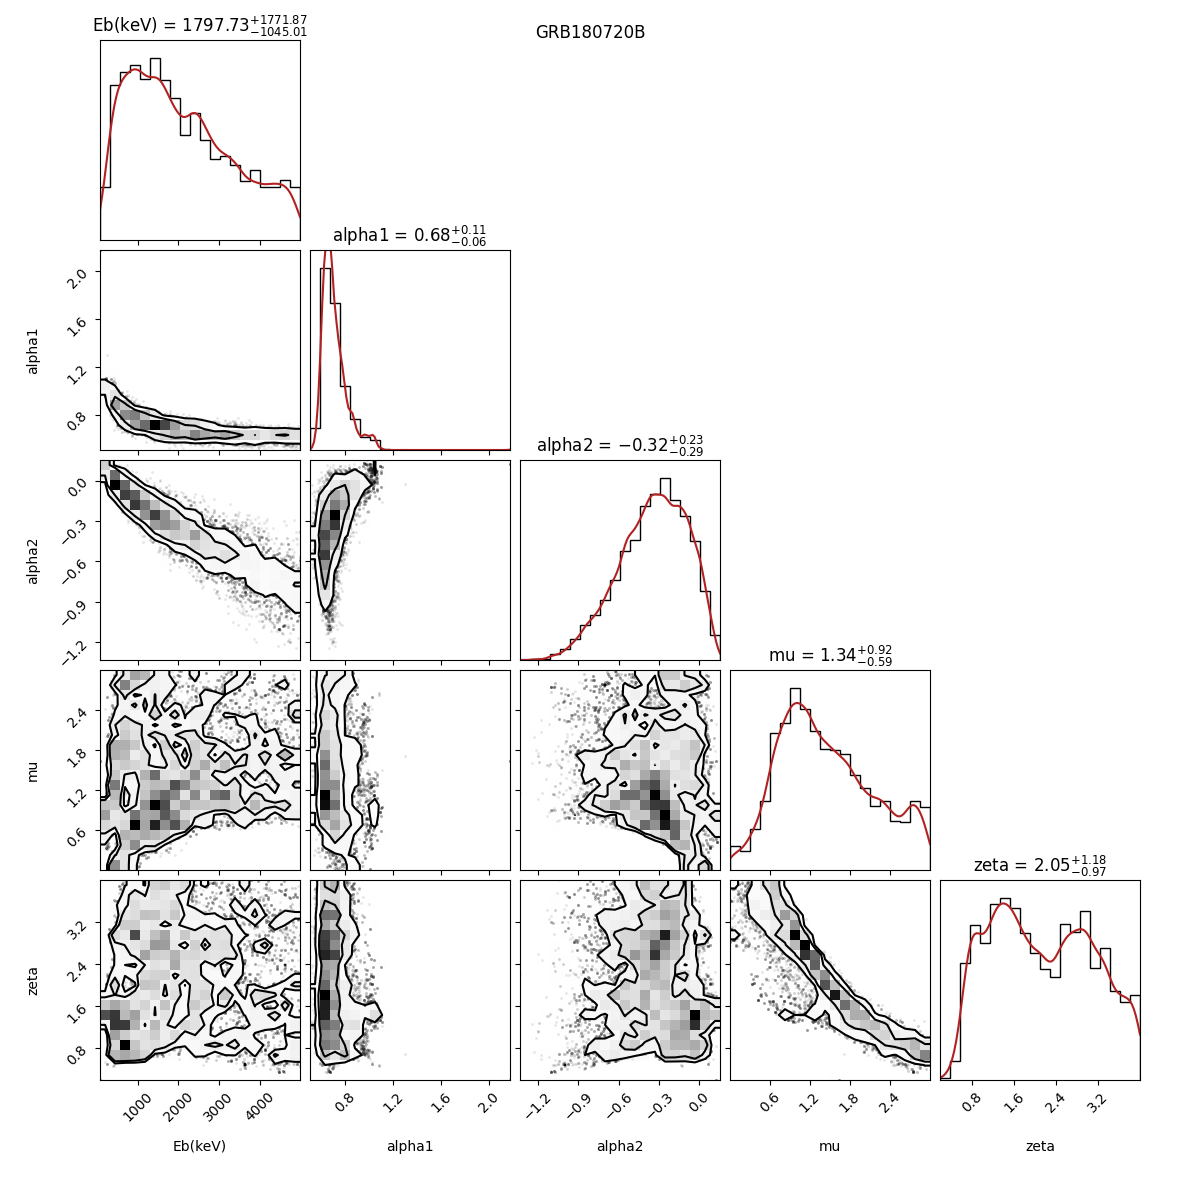 GRB180720B
Eb(keV) = 1797.73+1771.87−1045.01
alpha1 = 0.68+0.11−0.06
2.0
1.6
1.2
0.8
alpha1
alpha2 = −0.32+0.23−0.29
0.0
−0.3
−0.6
−0.9
−1.2
alpha2
mu = 1.34+0.92−0.59
2.4
1.8
1.2
0.6
mu
zeta = 2.05+1.18−0.97
3.2
2.4
1.6
0.8
zeta
1000 2000 3000 4000 0.8 1.2 1.6 2.0 −1.2 −0.9 −0.6 −0.3 0.0 0.6 1.2 1.8 2.4 0.8 1.6 2.4 3.2
Eb(keV) alpha1 alpha2 mu zeta